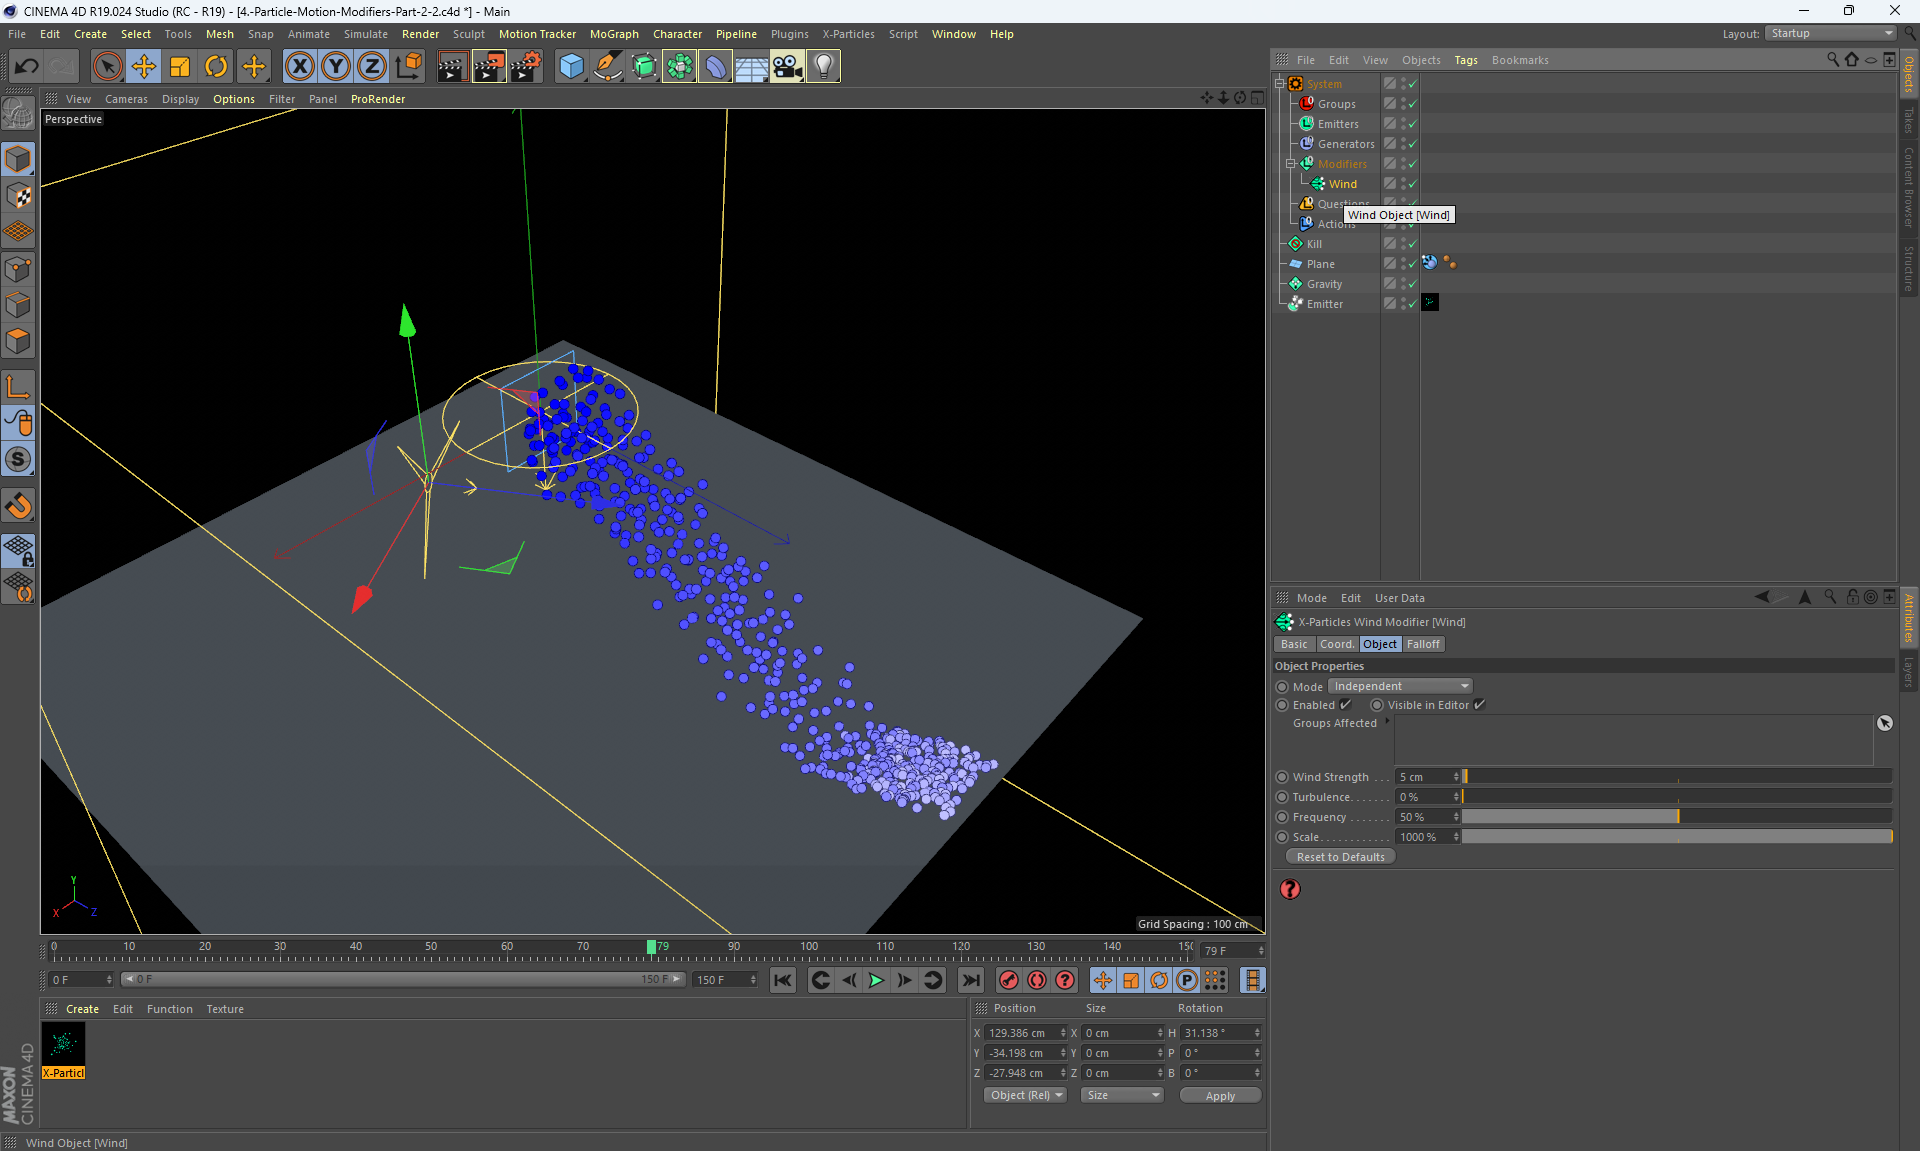 CINEMA 4D R19.024 Studio (RC - R19) - [4.-Particle-Motion-Modifiers-Part-2-2.c4d *] - Main
File Edit Create Select Tools Mesh Snap Animate Simulate Render Sculpt Motion Tracker MoGraph Character Pipeline Plugins X-Particles Script Window Help
Layout: Startup
View Cameras Display Options Filter Panel ProRender
Perspective
Grid Spacing : 100 cm
Y
X
Z
0 10 20 30 40 50 60 70 79 90 100 110 120 130 140 150
79 F
0 F
0 F
150 F
150 F
Create Edit Function Texture
X-Particl
MAXON
CINEMA 4D
Position Size Rotation
X 129.386 cm X 0 cm H 31.138 °
Y -34.198 cm Y 0 cm P 0 °
Z -27.948 cm Z 0 cm B 0 °
Object (Rel) Size Apply
Wind Object [Wind]
File Edit View Objects Tags Bookmarks
System
Groups
Emitters
Generators
Modifiers
Wind
Questions
Wind Object [Wind]
Actions
Kill
Plane
Gravity
Emitter
Objects
Takes
Content Browser
Structure
Mode Edit User Data
X-Particles Wind Modifier [Wind]
Basic Coord. Object Falloff
Object Properties
Mode Independent
Enabled Visible in Editor
Groups Affected
Wind Strength . . . 5 cm
Turbulence. . . . . . . 0 %
Frequency . . . . . . . 50 %
Scale. . . . . . . . . . . . 1000 %
Reset to Defaults
Attributes
Layers